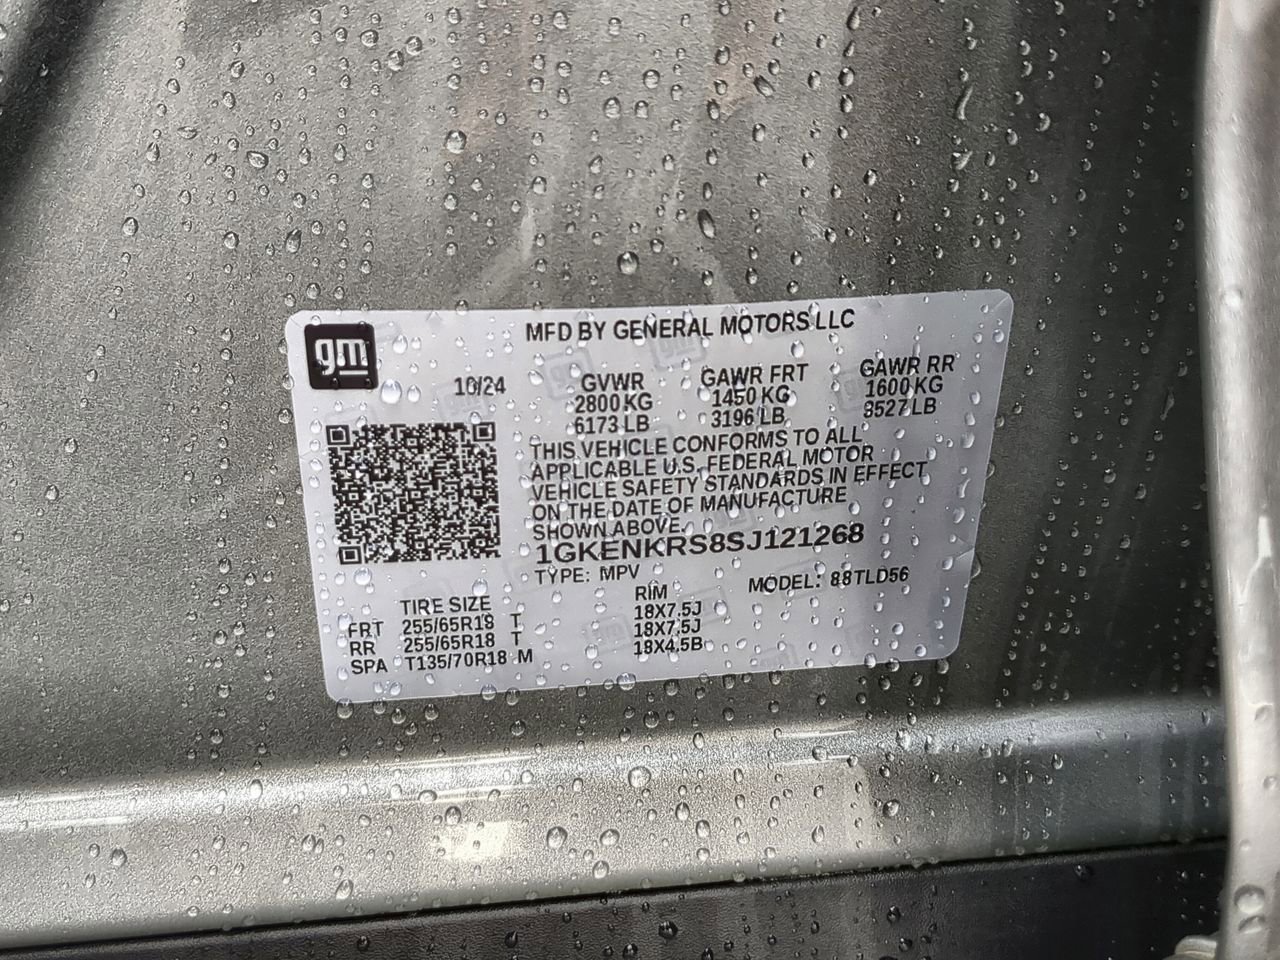 gm
MFD BY GENERAL MOTORS LLC
10/24 GVWR GAWR FRT GAWR RR
2800 KG 1450 KG 1600 KG
6173 LB 3196 LB 3527 LB
THIS VEHICLE CONFORMS TO ALL
APPLICABLE U.S. FEDERAL MOTOR
VEHICLE SAFETY STANDARDS IN EFFECT
ON THE DATE OF MANUFACTURE
SHOWN ABOVE.
1GKENKRS8SJ121268
TYPE: MPV MODEL: 88TLD56
TIRE SIZE RIM
FRT 255/65R18 T 18X7.5J
RR 255/65R18 T 18X7.5J
SPA T135/70R18 M 18X4.5B